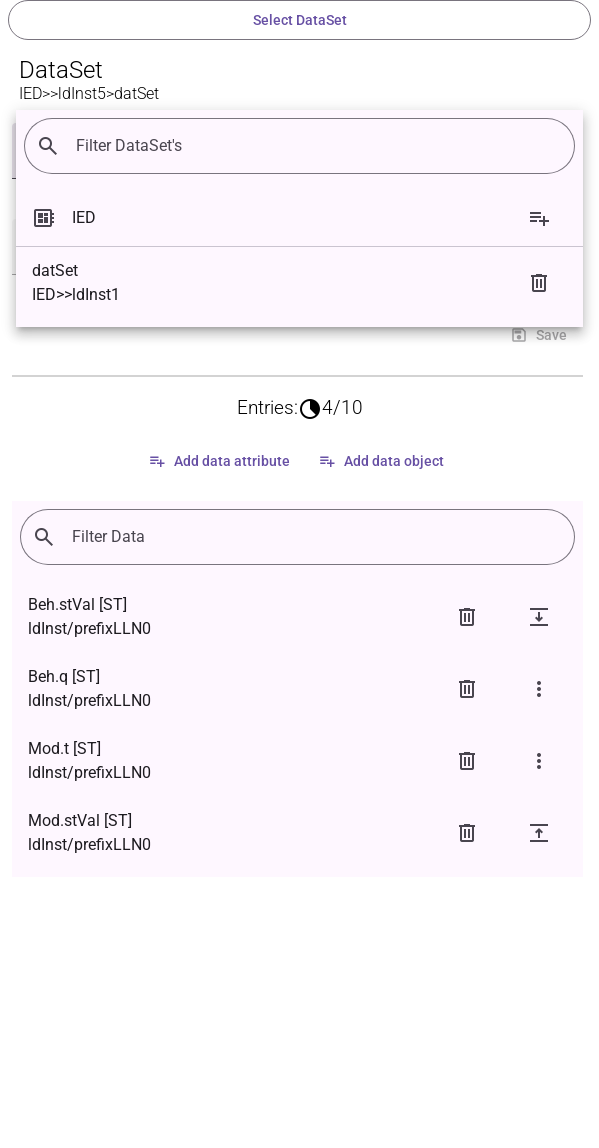 Select DataSet
DataSet
IED>>ldInst5>datSet
Filter DataSet's
IED
datSet
IED>>ldInst1
Save
Entries: 4/10
Add data attribute
Add data object
Filter Data
Beh.stVal [ST]
ldInst/prefixLLN0
Beh.q [ST]
ldInst/prefixLLN0
Mod.t [ST]
ldInst/prefixLLN0
Mod.stVal [ST]
ldInst/prefixLLN0